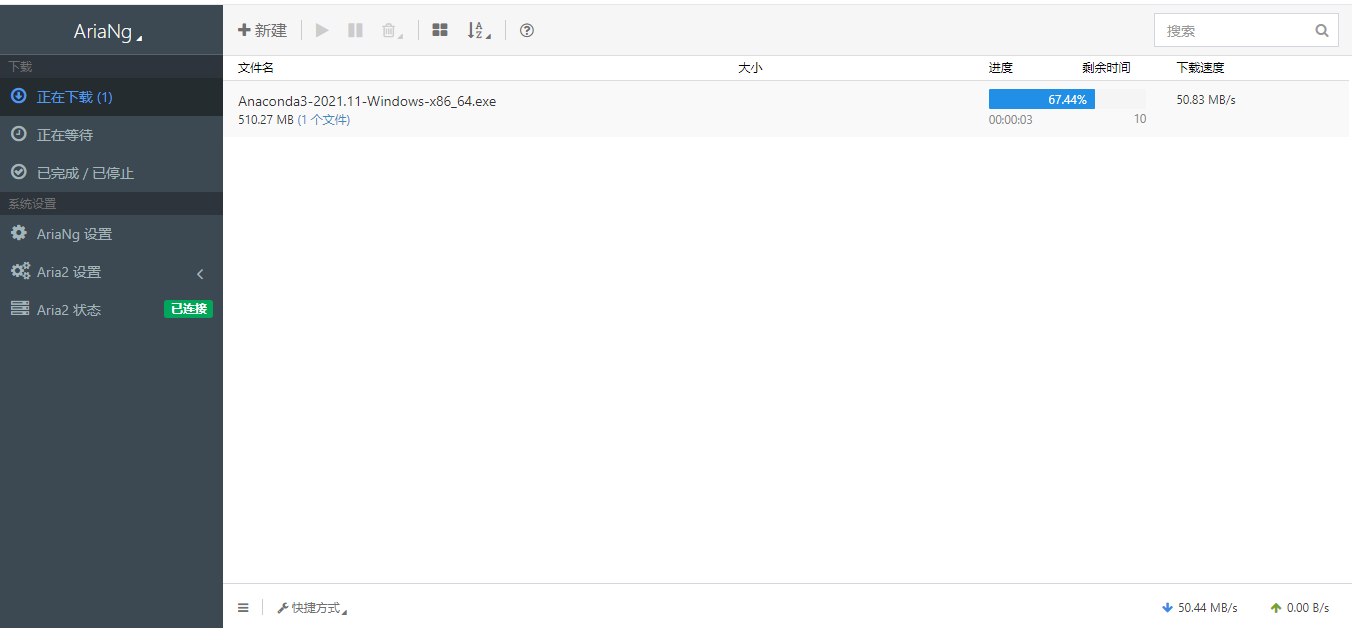 AriaNg
下载
正在下载 (1)
正在等待
已完成 / 已停止
系统设置
AriaNg 设置
Aria2 设置
Aria2 状态 已连接
新建
搜索
文件名 大小 进度 剩余时间 下载速度
Anaconda3-2021.11-Windows-x86_64.exe 67.44% 50.83 MB/s
510.27 MB (1 个文件) 00:00:03 10
快捷方式 50.44 MB/s 0.00 B/s